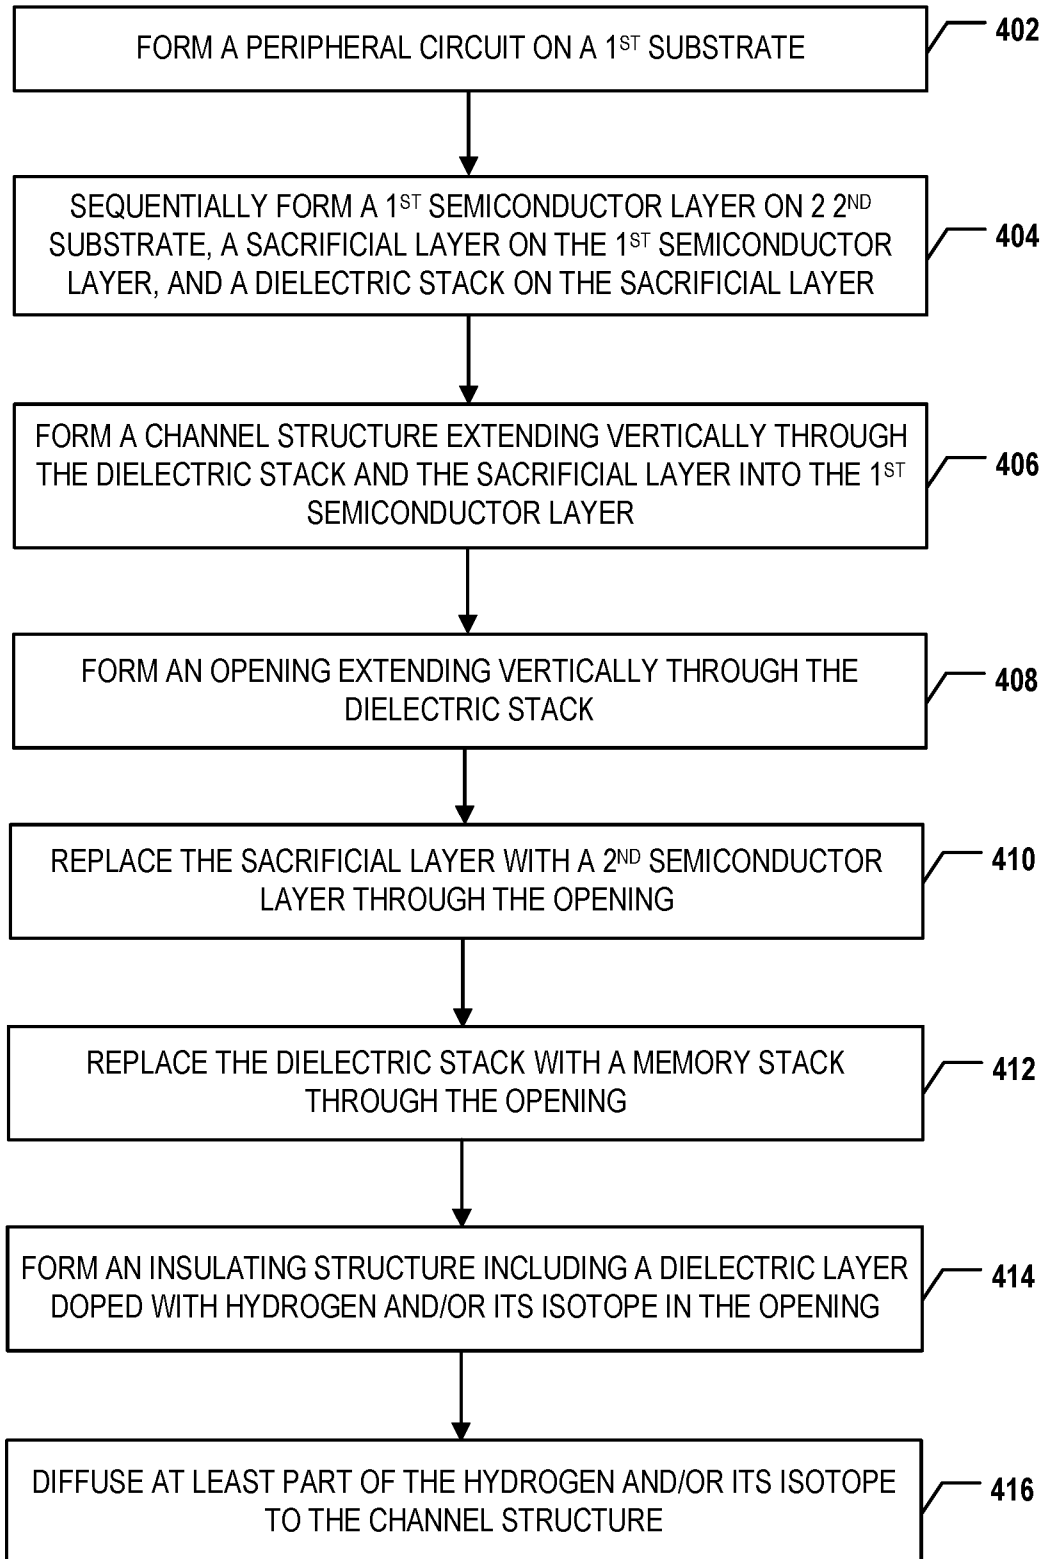 FORM A PERIPHERAL CIRCUIT ON A 1ST SUBSTRATE
402
SEQUENTIALLY FORM A 1ST SEMICONDUCTOR LAYER ON 2 2ND
SUBSTRATE, A SACRIFICIAL LAYER ON THE 1ST SEMICONDUCTOR
LAYER, AND A DIELECTRIC STACK ON THE SACRIFICIAL LAYER
404
FORM A CHANNEL STRUCTURE EXTENDING VERTICALLY THROUGH
THE DIELECTRIC STACK AND THE SACRIFICIAL LAYER INTO THE 1ST
SEMICONDUCTOR LAYER
406
FORM AN OPENING EXTENDING VERTICALLY THROUGH THE
DIELECTRIC STACK
408
REPLACE THE SACRIFICIAL LAYER WITH A 2ND SEMICONDUCTOR
LAYER THROUGH THE OPENING
410
REPLACE THE DIELECTRIC STACK WITH A MEMORY STACK
THROUGH THE OPENING
412
FORM AN INSULATING STRUCTURE INCLUDING A DIELECTRIC LAYER
DOPED WITH HYDROGEN AND/OR ITS ISOTOPE IN THE OPENING
414
DIFFUSE AT LEAST PART OF THE HYDROGEN AND/OR ITS ISOTOPE
TO THE CHANNEL STRUCTURE
416